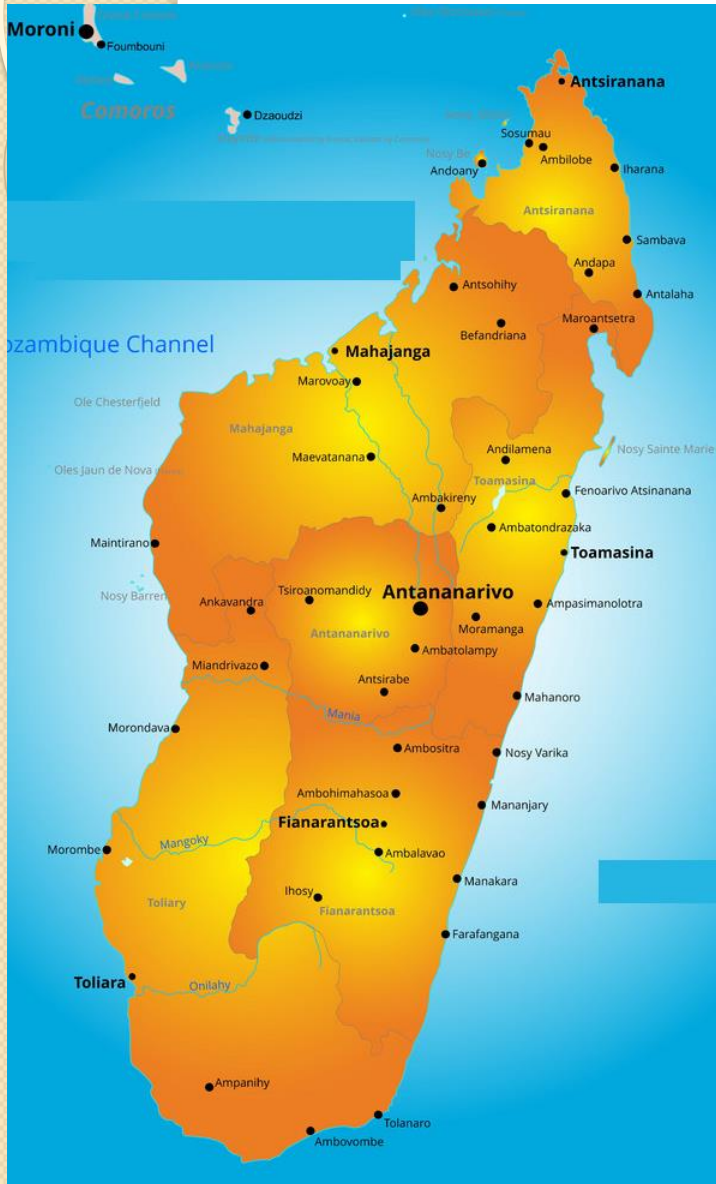 Moroni
Foumbouni
Comoros
Dzaoudzi
Antsiranana
Sosumau
Ambilobe
Nosy Be
Andoany
Iharana
Antsiranana
Sambava
Andapa
Antalaha
Antsohihy
Maroantsetra
Befandriana
ozambique Channel
Mahajanga
Marovoay
Ole Chesterfjeld
Mahajanga
Andilamena
Nosy Sainte Marie
Maevatanana
Oles Jaun de Nova
Toamasina
Fenoarivo Atsinanana
Ambakireny
Ambatondrazaka
Maintirano
Toamasina
Nosy Barren
Tsiroanomandidy
Antananarivo
Ankavandra
Ampasimanolotra
Moramanga
Antananarivo
Ambatolampy
Miandrivazo
Antsirabe
Mahanoro
Mania
Morondava
Ambositra
Nosy Varika
Ambohimahasoa
Mananjary
Fianarantsoa
Mangoky
Morombe
Ambalavao
Manakara
Ihosy
Toliary
Fianarantsoa
Farafangana
Toliara
Onilahy
Ampanihy
Tolanaro
Ambovombe